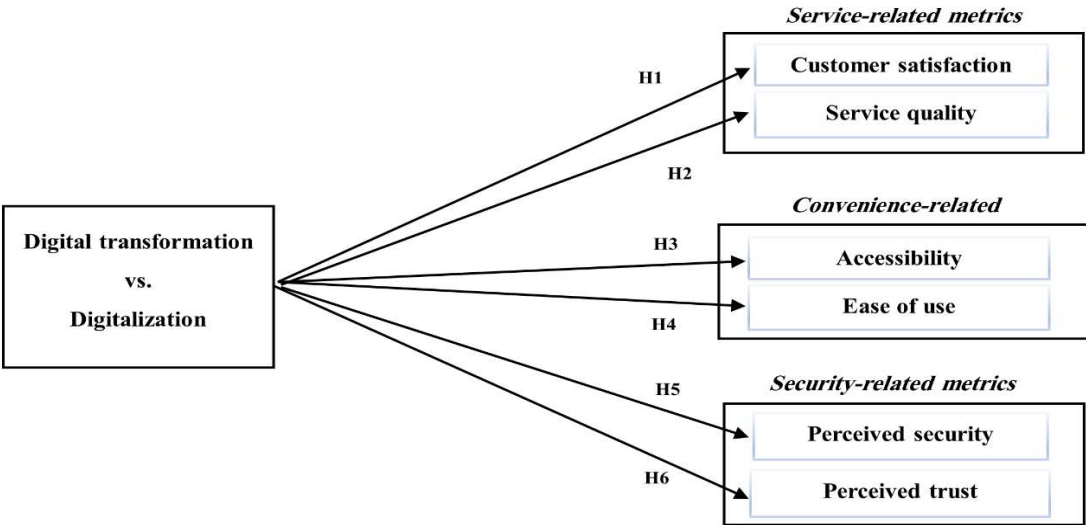 Service-related metrics
Customer satisfaction
Service quality
H1
H2
Digital transformation
vs.
Digitalization
Convenience-related
Accessibility
Ease of use
H3
H4
Security-related metrics
Perceived security
Perceived trust
H5
H6